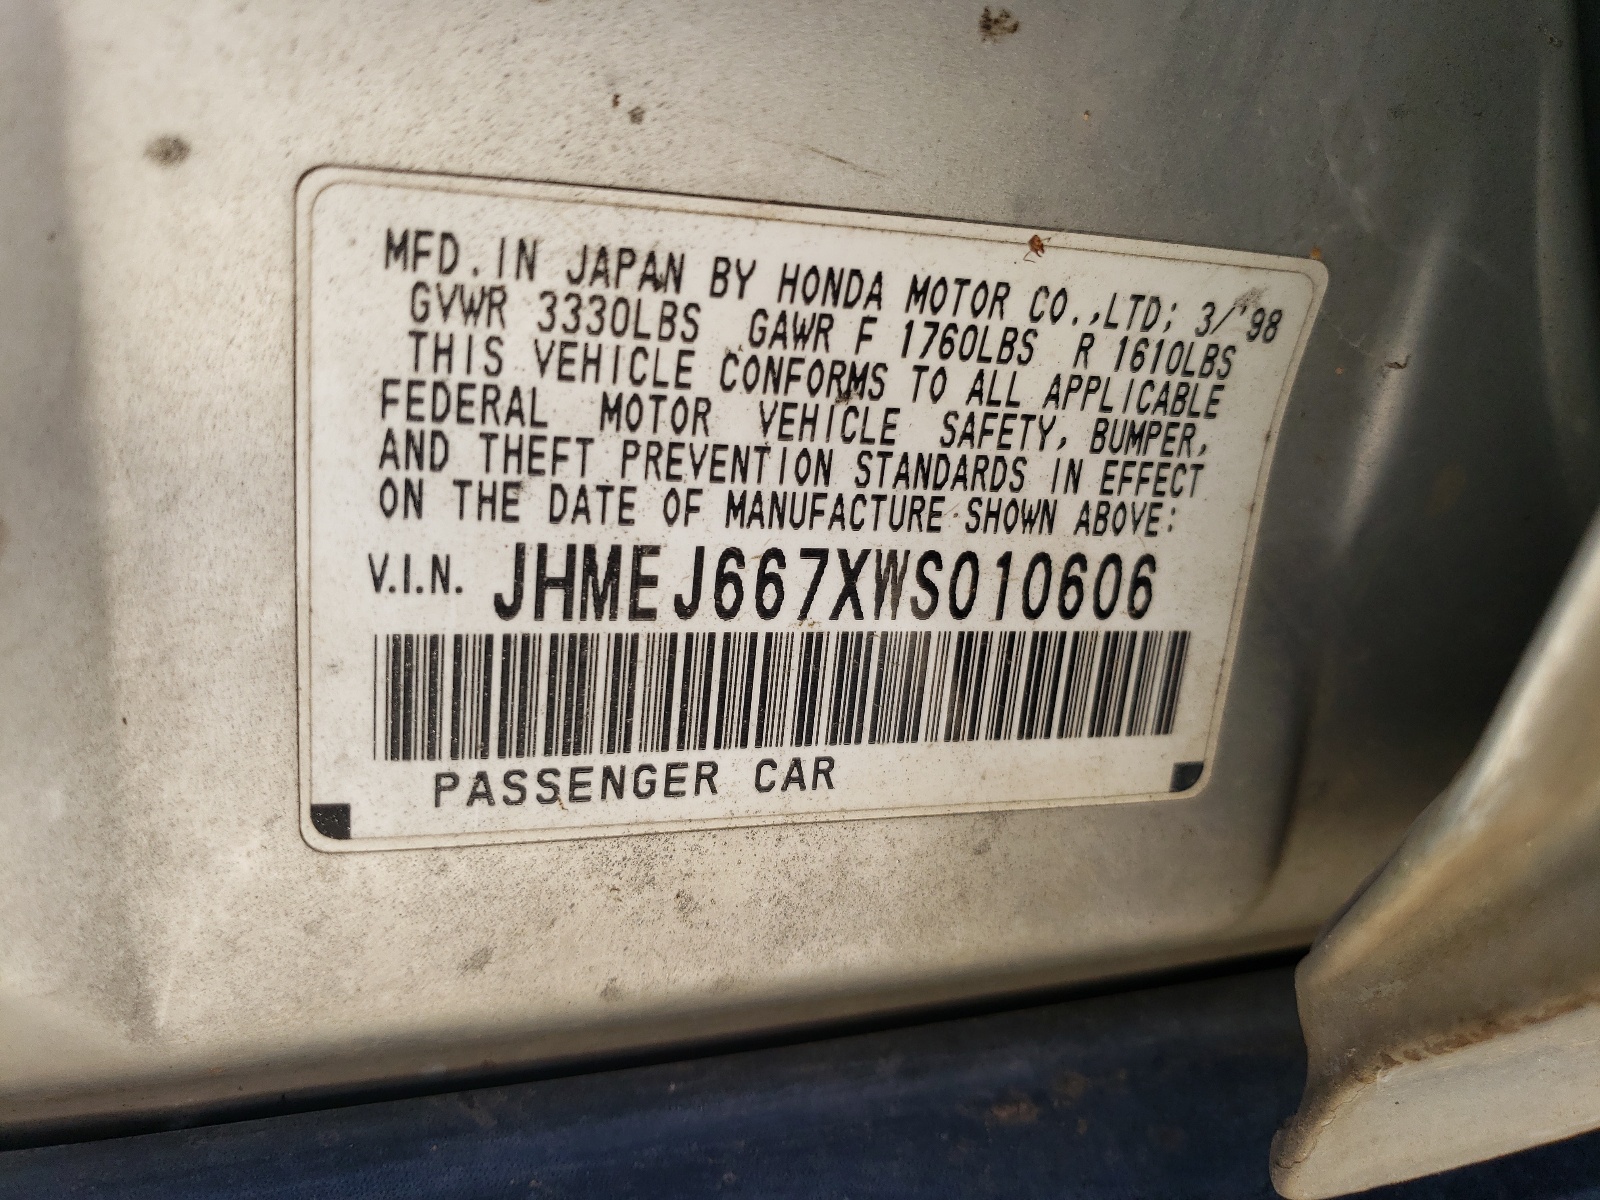 MFD. IN JAPAN BY HONDA MOTOR CO.,LTD; 3/'98
GVWR 3330LBS GAWR F 1760LBS R 1610LBS
THIS VEHICLE CONFORMS TO ALL APPLICABLE
FEDERAL MOTOR VEHICLE SAFETY, BUMPER,
AND THEFT PREVENTION STANDARDS IN EFFECT
ON THE DATE OF MANUFACTURE SHOWN ABOVE:
V.I.N. JHMEJ667XWS010606
PASSENGER CAR